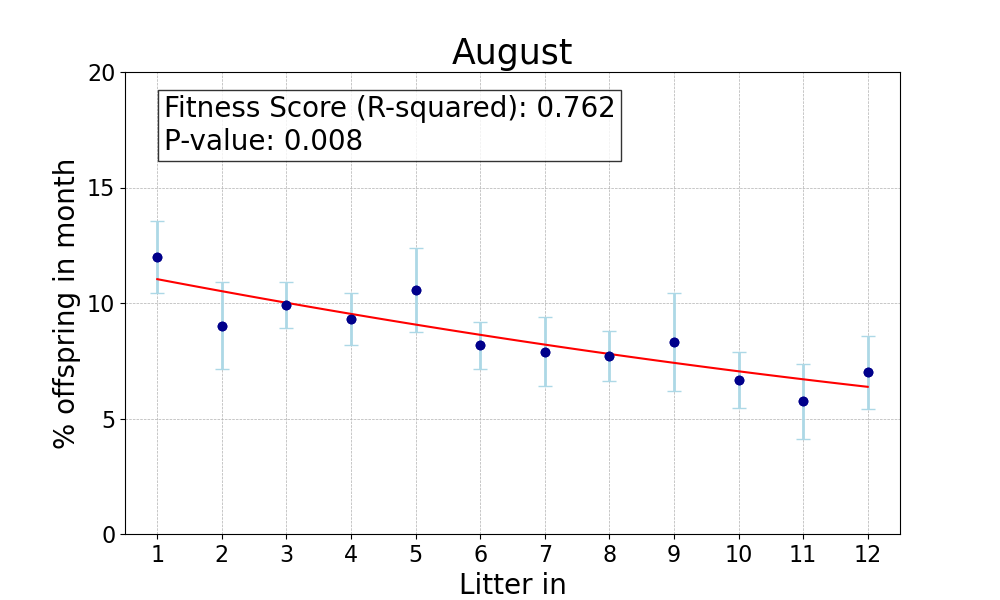 August
Fitness Score (R-squared): 0.762
P-value: 0.008
% offspring in month
20
15
10
5
0
1 2 3 4 5 6 7 8 9 10 11 12
Litter in